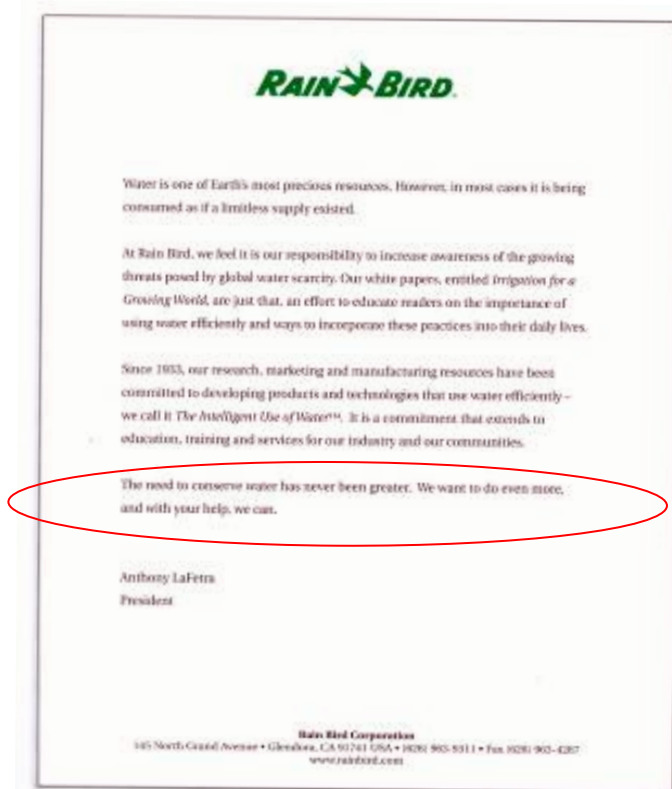 RAIN BIRD
Water is one of Earth's most precious resources. However, in most cases it is being
consumed as if a limitless supply existed.
At Rain Bird, we feel it is our responsibility to increase awareness of the growing
threats posed by global water scarcity. Our white papers, entitled Irrigation for a
Growing World, are just that, an effort to educate readers on the importance of
using water efficiently and ways to incorporate these practices into their daily lives.
Since 1933, our research, marketing and manufacturing resources have been
committed to developing products and technologies that use water efficiently –
we call it The Intelligent Use of Water™. It is a commitment that extends to
education, training and services for our industry and our communities.
The need to conserve water has never been greater. We want to do even more,
and with your help, we can.
Anthony LaFetra
President
Rain Bird Corporation
North Grand Avenue • Glendora, CA USA • Fax
www.rainbird.com